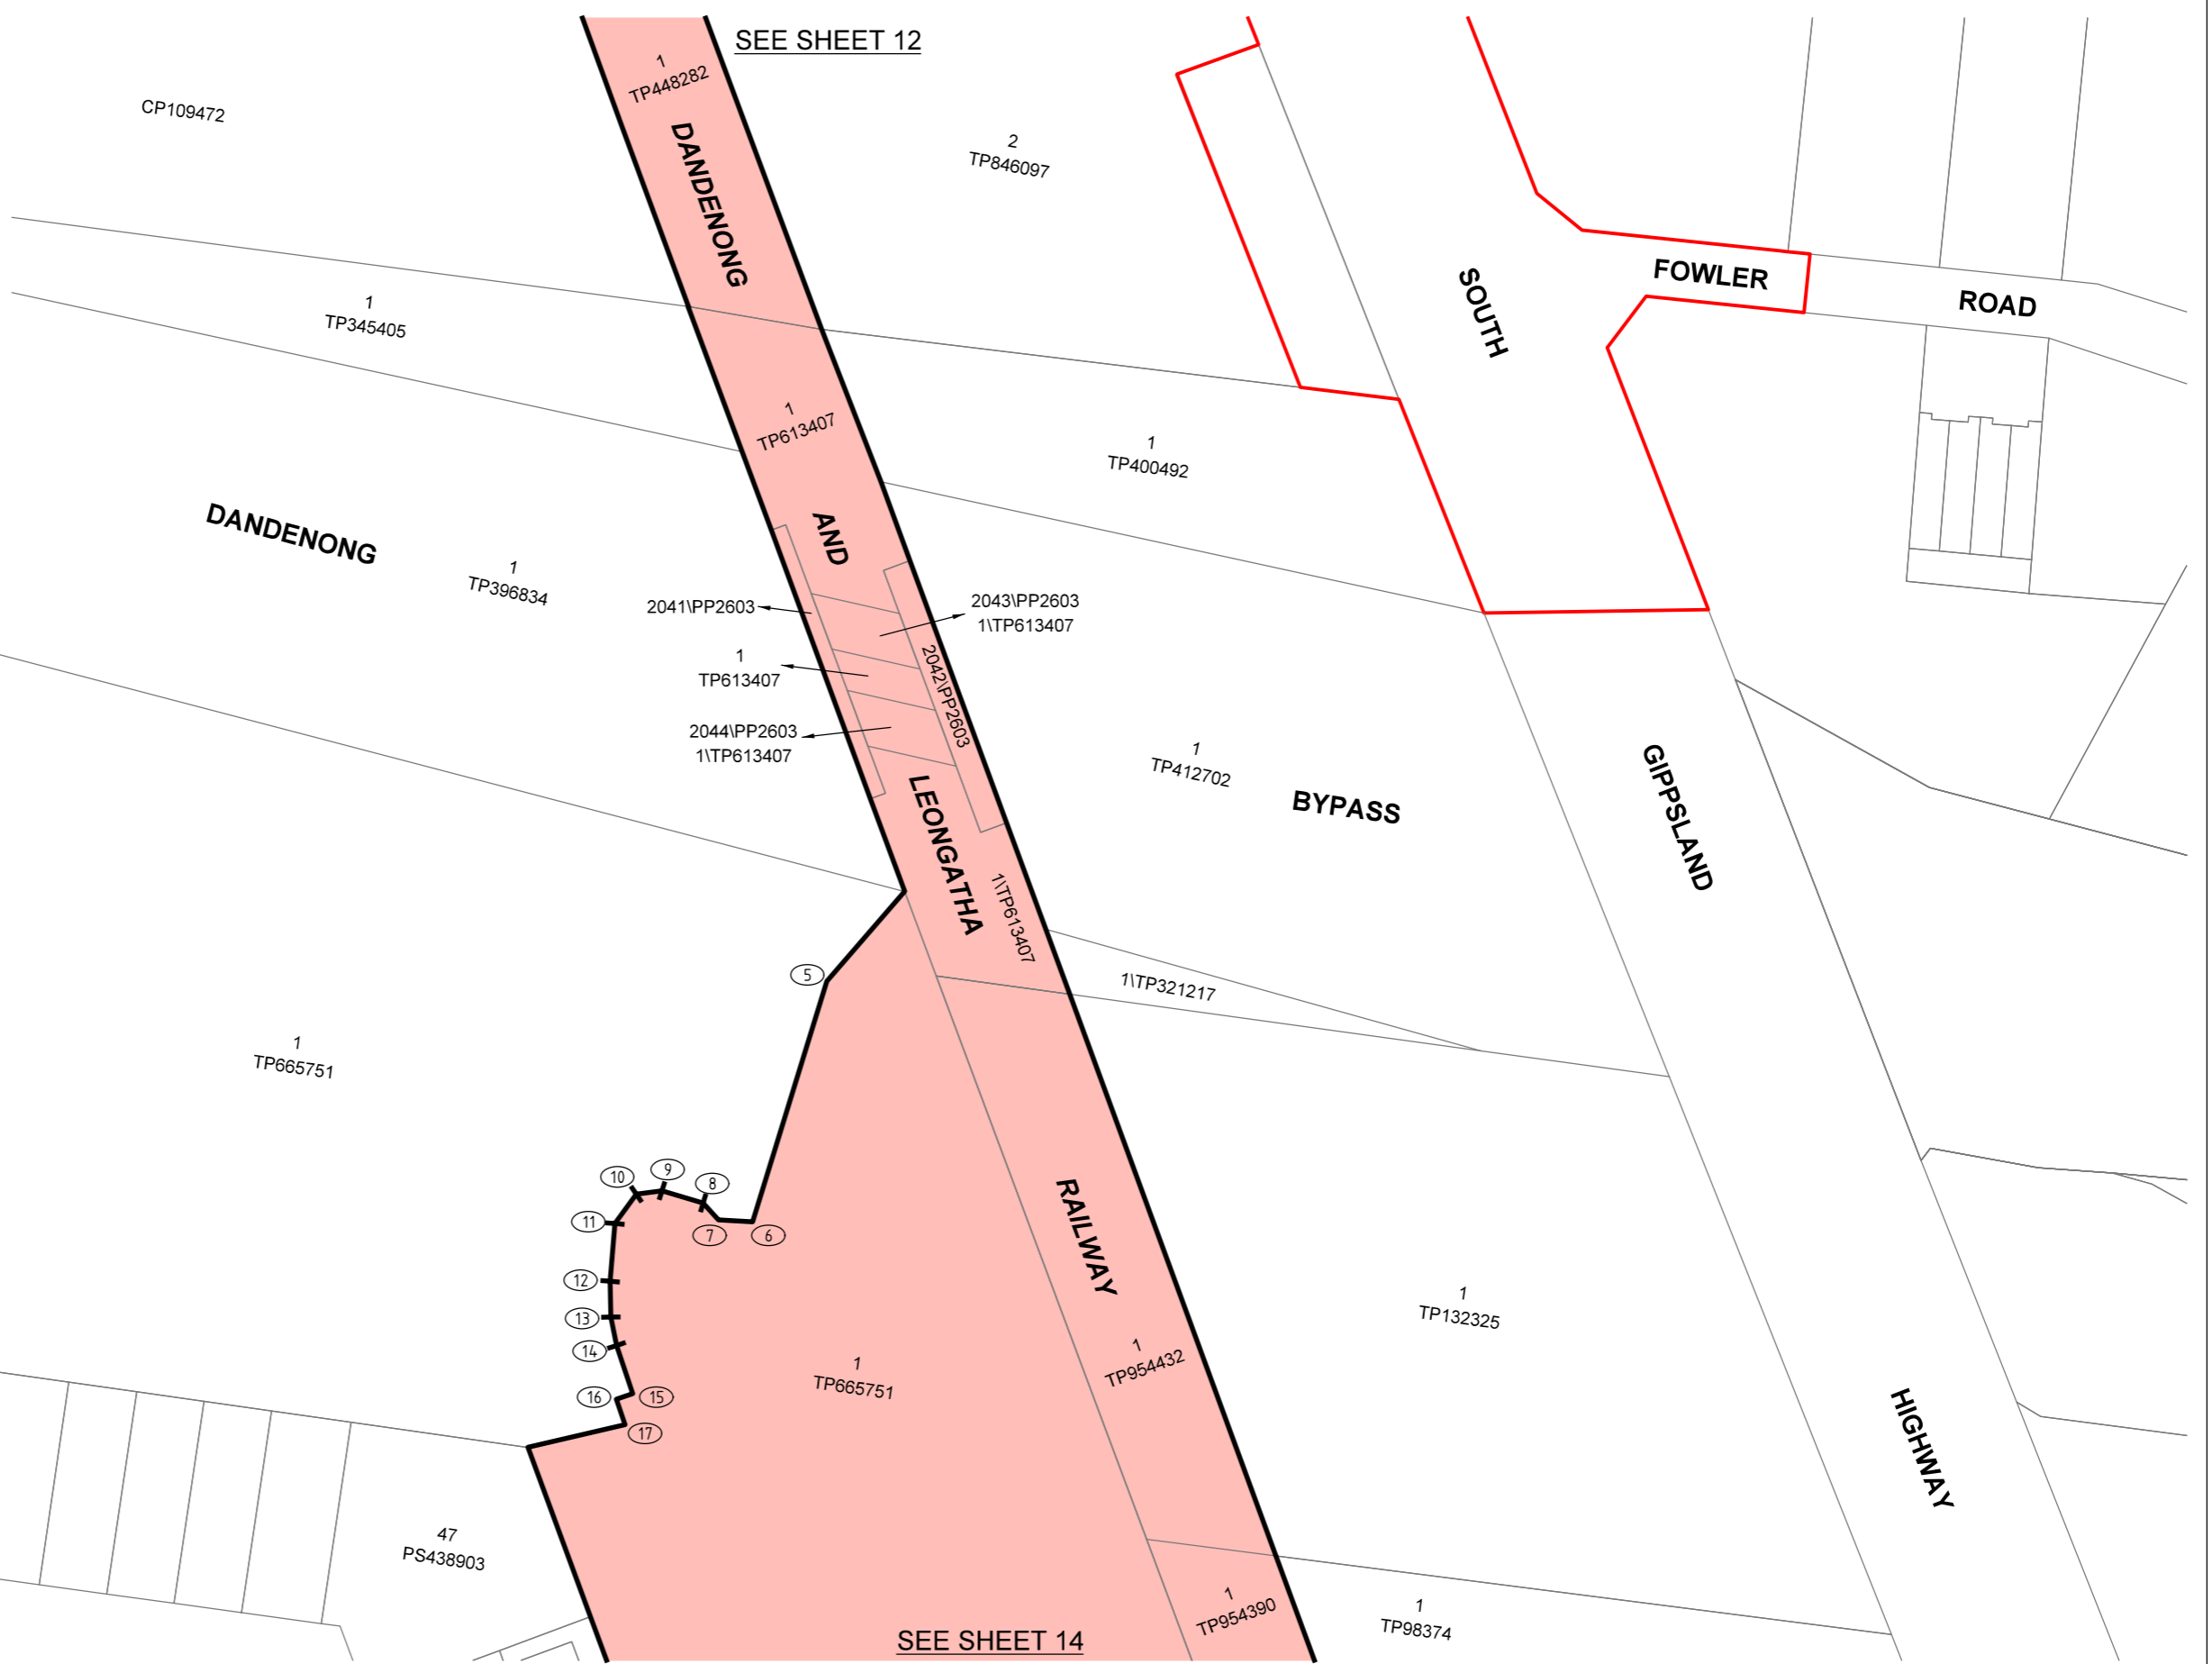 SEE SHEET 12
1
TP448282
CP109472
DANDENONG
2
TP846097
FOWLER
ROAD
SOUTH
1
TP345405
1
TP613407
1
TP400492
DANDENONG
AND
1
TP396834
2041\PP2603
2043\PP2603
1\TP613407
1
TP613407
2042\PP2603
2044\PP2603
1\TP613407
1
TP412702
BYPASS
GIPPSLAND
LEONGATHA
1\TP613407
5
1\TP321217
1
TP665751
10
9
8
11
7
6
RAILWAY
12
13
14
1
TP132325
1
TP954432
1
TP665751
16
15
17
HIGHWAY
47
PS438903
1
TP954390
1
TP98374
SEE SHEET 14